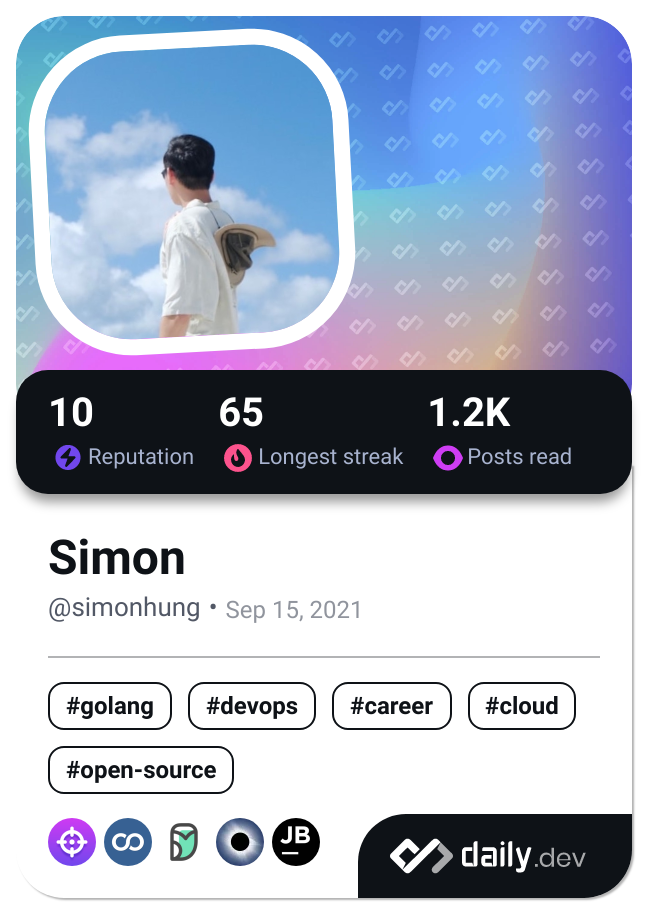 10 65 1.2K
Reputation Longest streak Posts read
Simon
@simonhung • Sep 15, 2021
#golang #devops #career #cloud
#open-source
JB
daily.dev